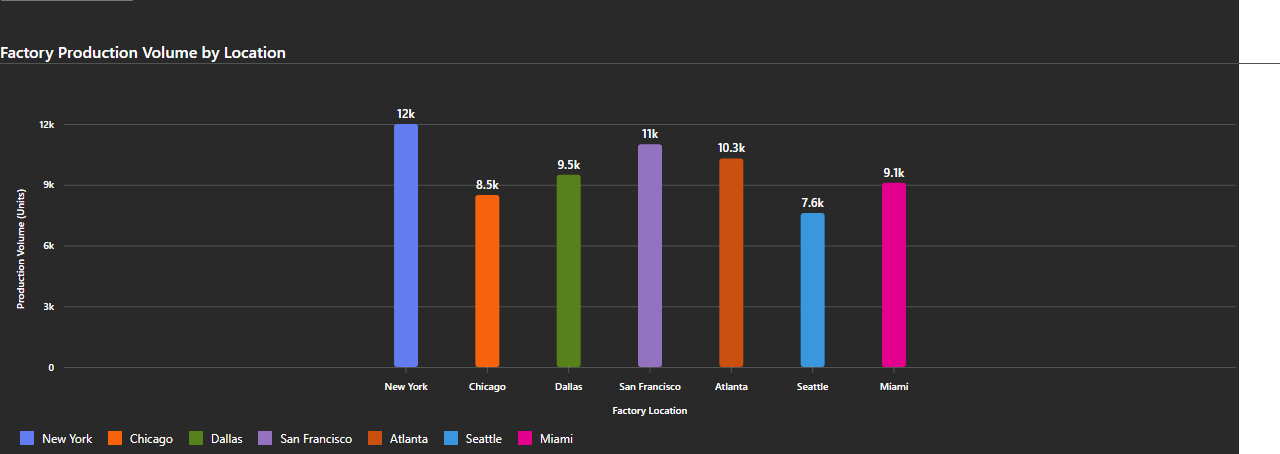 Factory Production Volume by Location
12k
11k
10.3k
9.5k
9.1k
8.5k
7.6k
12k
9k
6k
3k
0
Production Volume (Units)
New York Chicago Dallas San Francisco Atlanta Seattle Miami
Factory Location
New York Chicago Dallas San Francisco Atlanta Seattle Miami